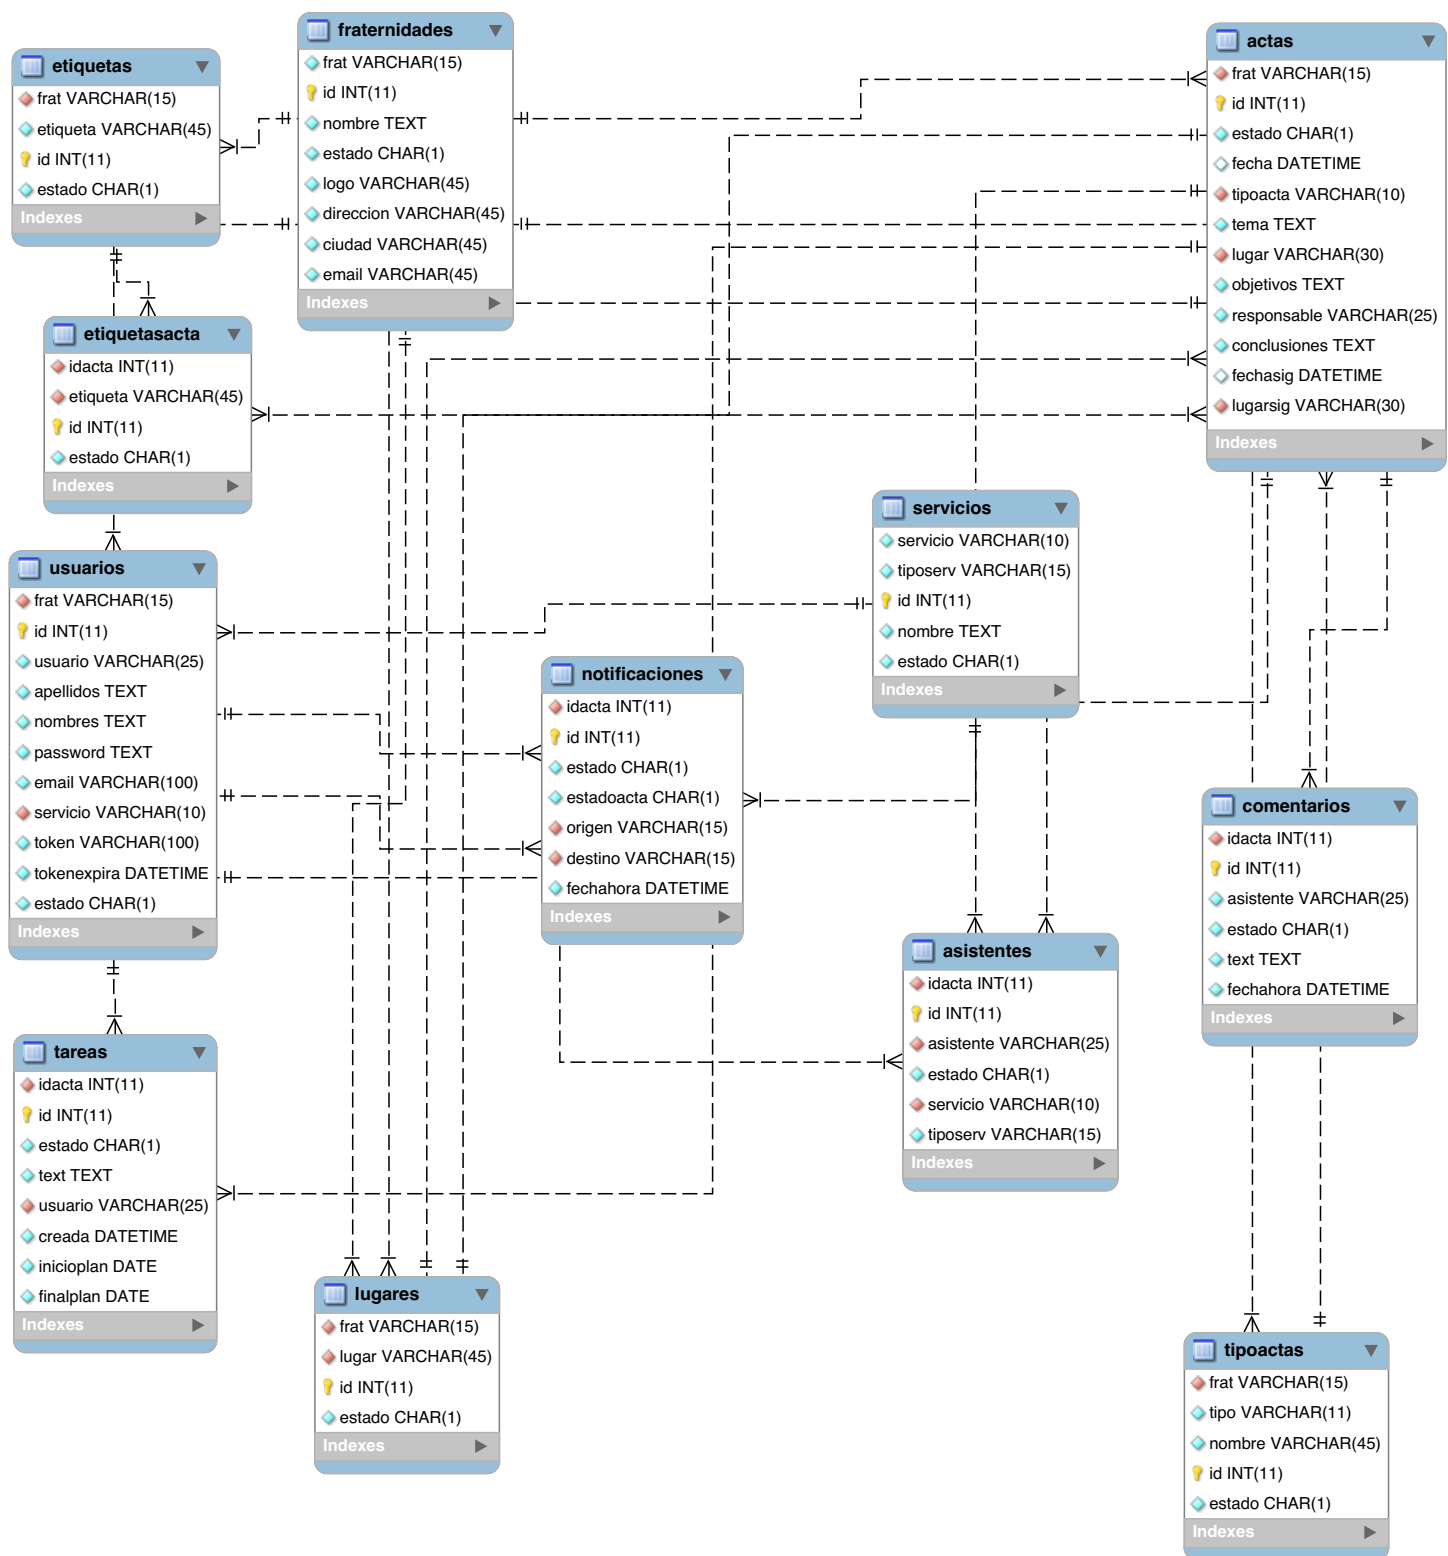 fraternidades
frat VARCHAR(15)
id INT(11)
nombre TEXT
estado CHAR(1)
logo VARCHAR(45)
direccion VARCHAR(45)
ciudad VARCHAR(45)
email VARCHAR(45)
Indexes
actas
frat VARCHAR(15)
id INT(11)
estado CHAR(1)
fecha DATETIME
tipoacta VARCHAR(10)
tema TEXT
lugar VARCHAR(30)
objetivos TEXT
responsable VARCHAR(25)
conclusiones TEXT
fechasig DATETIME
lugarsig VARCHAR(30)
Indexes
etiquetas
frat VARCHAR(15)
etiqueta VARCHAR(45)
id INT(11)
estado CHAR(1)
Indexes
etiquetasacta
idacta INT(11)
etiqueta VARCHAR(45)
id INT(11)
estado CHAR(1)
Indexes
servicios
servicio VARCHAR(10)
tiposerv VARCHAR(15)
id INT(11)
nombre TEXT
estado CHAR(1)
Indexes
usuarios
frat VARCHAR(15)
id INT(11)
usuario VARCHAR(25)
apellidos TEXT
nombres TEXT
password TEXT
email VARCHAR(100)
servicio VARCHAR(10)
token VARCHAR(100)
tokenexpira DATETIME
estado CHAR(1)
Indexes
notificaciones
idacta INT(11)
id INT(11)
estado CHAR(1)
estadoacta CHAR(1)
origen VARCHAR(15)
destino VARCHAR(15)
fechahora DATETIME
Indexes
comentarios
idacta INT(11)
id INT(11)
asistente VARCHAR(25)
estado CHAR(1)
text TEXT
fechahora DATETIME
Indexes
asistentes
idacta INT(11)
id INT(11)
asistente VARCHAR(25)
estado CHAR(1)
servicio VARCHAR(10)
tiposerv VARCHAR(15)
Indexes
tareas
idacta INT(11)
id INT(11)
estado CHAR(1)
text TEXT
usuario VARCHAR(25)
creada DATETIME
inicioplan DATE
finalplan DATE
Indexes
lugares
frat VARCHAR(15)
lugar VARCHAR(45)
id INT(11)
estado CHAR(1)
Indexes
tipoactas
frat VARCHAR(15)
tipo VARCHAR(11)
nombre VARCHAR(45)
id INT(11)
estado CHAR(1)
Indexes